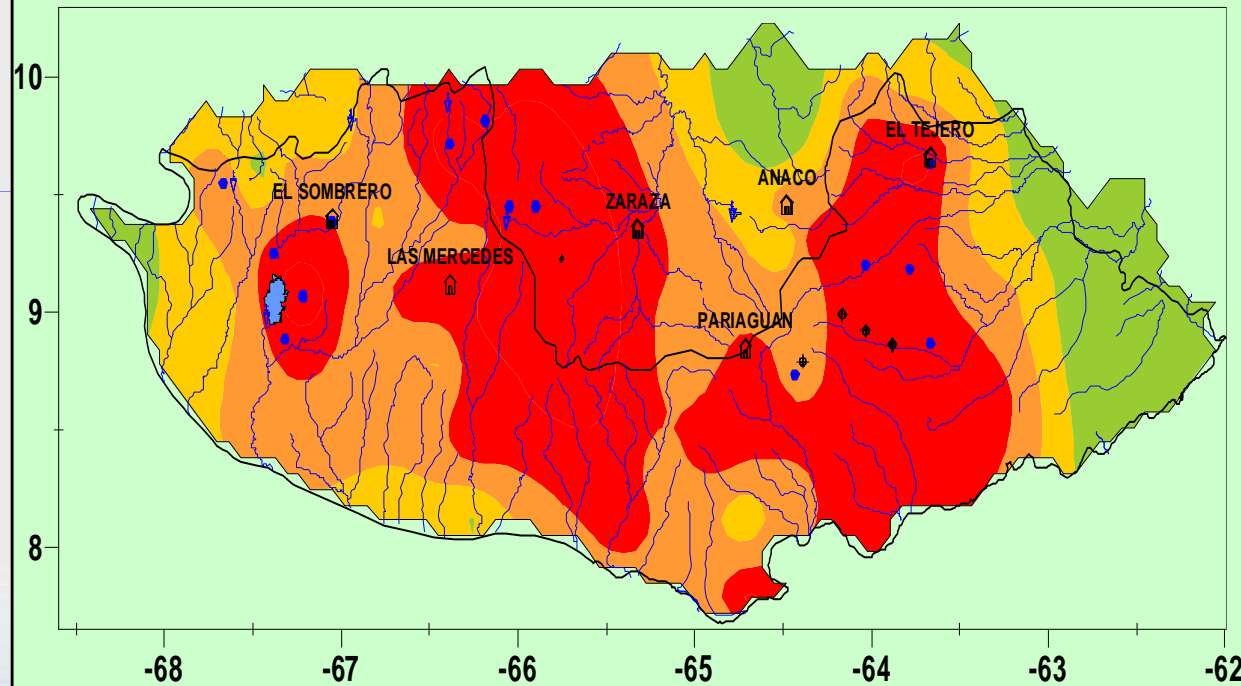 10
EL TEJERO
ANACO
EL SOMBRERO
ZARAZA
LAS MERCEDES
9
PARIAGUAN
8
-68 -67 -66 -65 -64 -63 -62